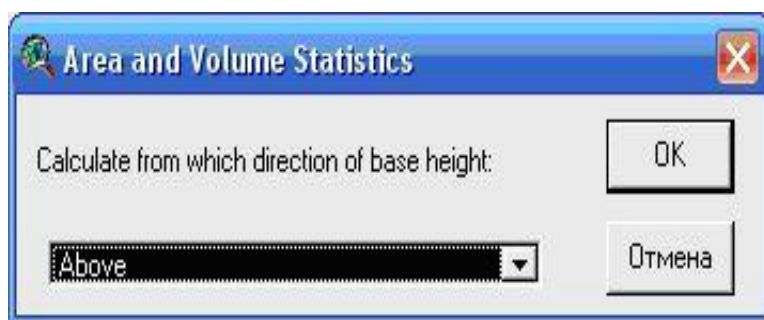 Area and Volume Statistics
Calculate from which direction of base height:
OK
Above
Отмена